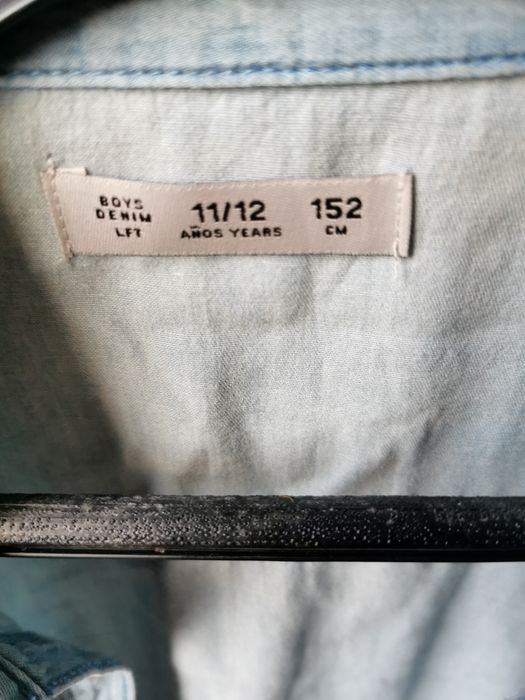 BOYS
DENIM
LFT
11/12
AÑOS YEARS
152
CM